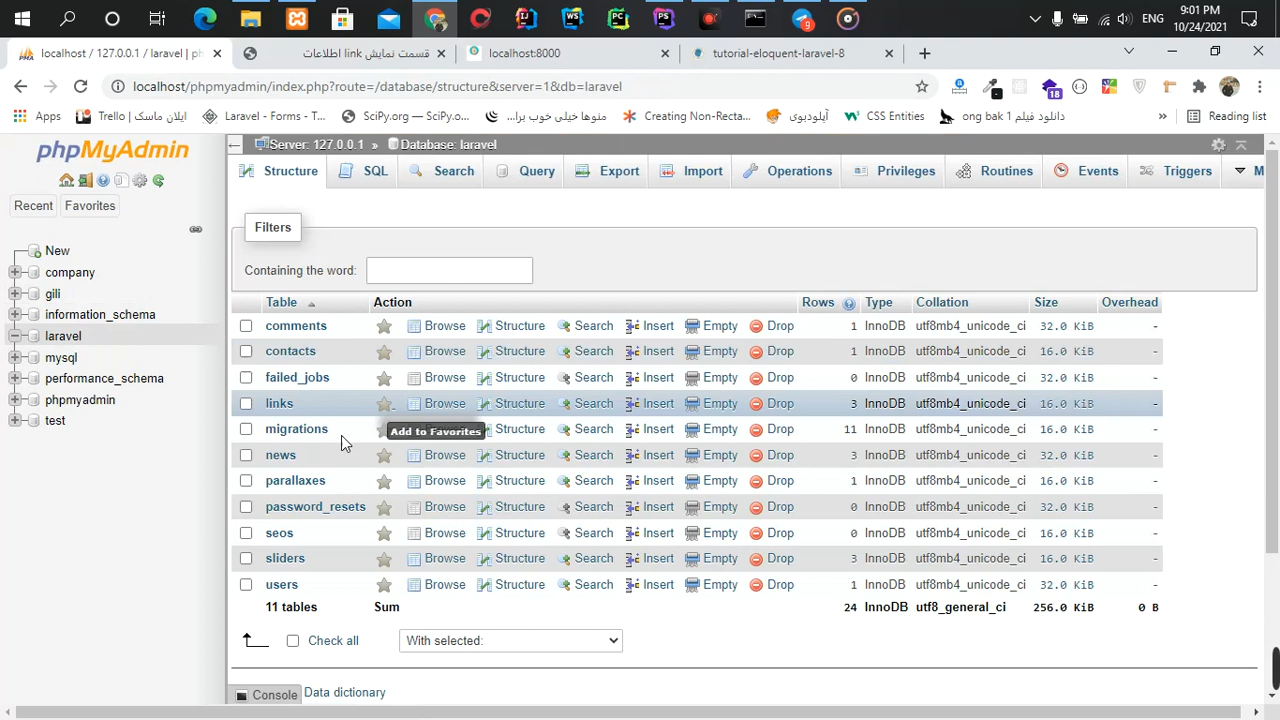 9
ENG
9:01 PM
10/24/2021
localhost / 127.0.0.1 / laravel | ph
قسمت نمایش link اطلاعات
localhost:8000
tutorial-eloquent-laravel-8
localhost/phpmyadmin/index.php?route=/database/structure&server=1&db=laravel
18
Apps
Trello | ایلان ماسک
Laravel - Forms - T...
SciPy.org — SciPy.o...
منوها خیلی خوب برا...
Creating Non-Recta...
آپلودبوی
CSS Entities
دانلود فیلم ong bak 1
»
Reading list
phpMyAdmin
Recent
Favorites
New
company
gili
information_schema
laravel
mysql
performance_schema
phpmyadmin
test
Server: 127.0.0.1 » Database: laravel
Structure
SQL
Search
Query
Export
Import
Operations
Privileges
Routines
Events
Triggers
M
Filters
Containing the word:
Table Action Rows Type Collation Size Overhead
comments Browse Structure Search Insert Empty Drop 1 InnoDB utf8mb4_unicode_ci 32.0 KiB -
contacts Browse Structure Search Insert Empty Drop 1 InnoDB utf8mb4_unicode_ci 16.0 KiB -
failed_jobs Browse Structure Search Insert Empty Drop 0 InnoDB utf8mb4_unicode_ci 32.0 KiB -
links Browse Structure Search Insert Empty Drop 3 InnoDB utf8mb4_unicode_ci 16.0 KiB -
migrations Add to Favorites Structure Search Insert Empty Drop 11 InnoDB utf8mb4_unicode_ci 16.0 KiB -
news Browse Structure Search Insert Empty Drop 3 InnoDB utf8mb4_unicode_ci 32.0 KiB -
parallaxes Browse Structure Search Insert Empty Drop 1 InnoDB utf8mb4_unicode_ci 16.0 KiB -
password_resets Browse Structure Search Insert Empty Drop 0 InnoDB utf8mb4_unicode_ci 32.0 KiB -
seos Browse Structure Search Insert Empty Drop 0 InnoDB utf8mb4_unicode_ci 16.0 KiB -
sliders Browse Structure Search Insert Empty Drop 3 InnoDB utf8mb4_unicode_ci 16.0 KiB -
users Browse Structure Search Insert Empty Drop 1 InnoDB utf8mb4_unicode_ci 32.0 KiB -
11 tables Sum 24 InnoDB utf8_general_ci 256.0 KiB 0 B
Check all
With selected:
Console
Data dictionary